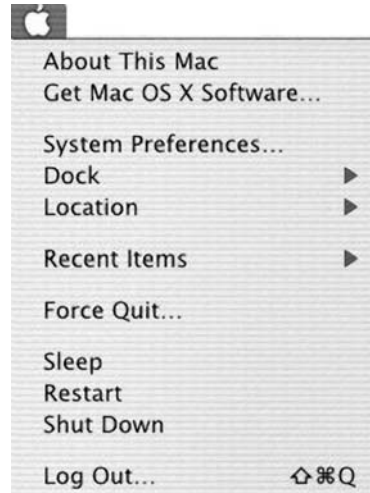 About This Mac
Get Mac OS X Software...
System Preferences...
Dock
Location
Recent Items
Force Quit...
Sleep
Restart
Shut Down
Log Out... ⇧⌘Q